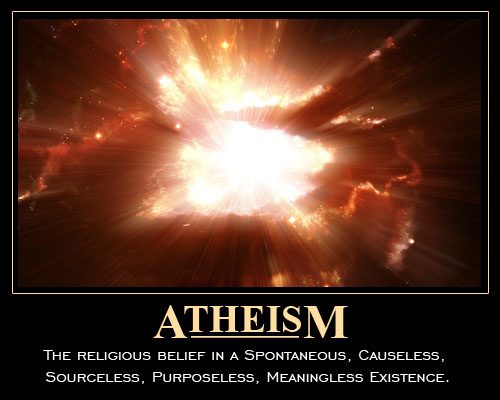 Atheism
The religious belief in a Spontaneous, Causeless,
Sourceless, Purposeless, Meaningless Existence.